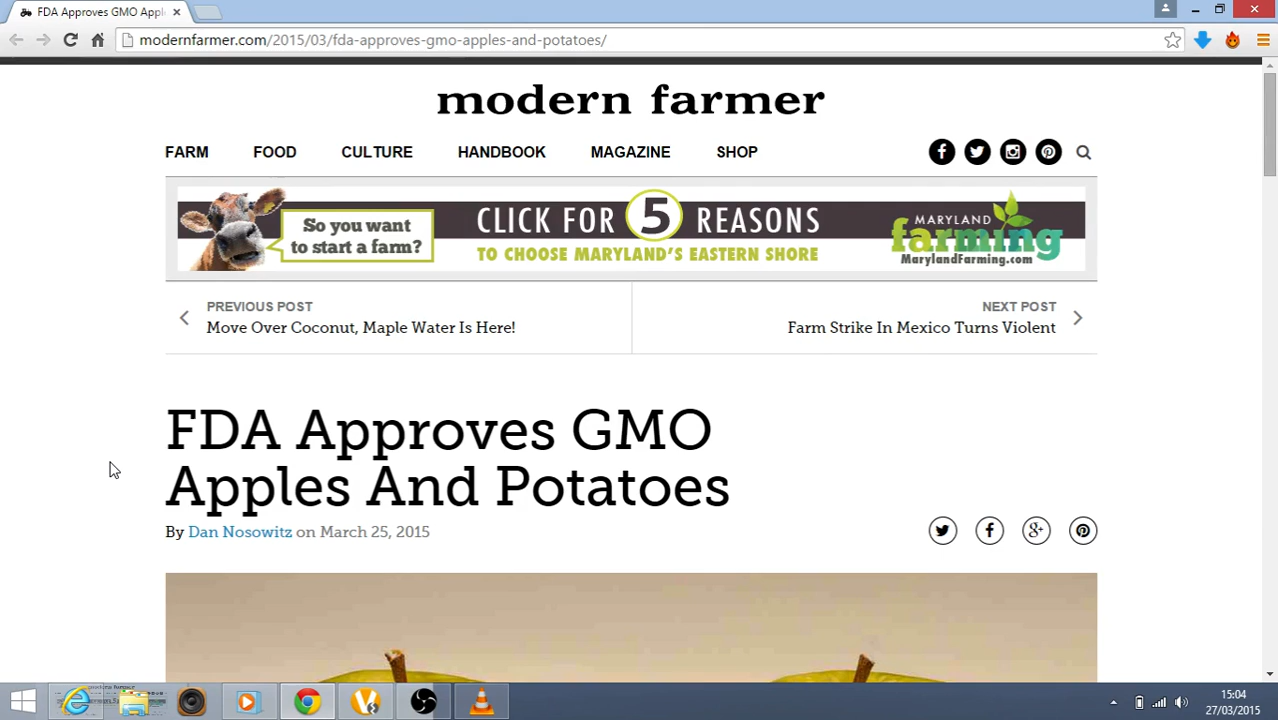 FDA Approves GMO Appl
modernfarmer.com/2015/03/fda-approves-gmo-apples-and-potatoes/
modern farmer
FARM FOOD CULTURE HANDBOOK MAGAZINE SHOP
So you want
to start a farm?
CLICK FOR 5 REASONS
TO CHOOSE MARYLAND'S EASTERN SHORE
MARYLAND
farming
MarylandFarming.com
PREVIOUS POST
Move Over Coconut, Maple Water Is Here!
NEXT POST
Farm Strike In Mexico Turns Violent
FDA Approves GMO
Apples And Potatoes
By Dan Nosowitz on March 25, 2015
15:04
27/03/2015